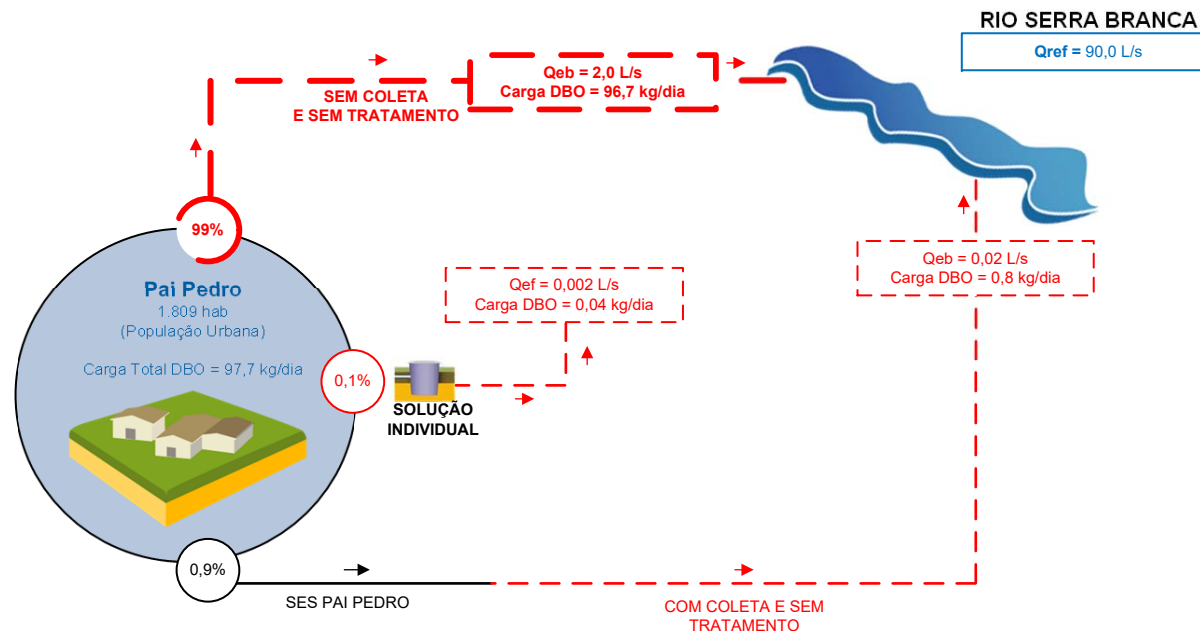 RIO SERRA BRANCA
Qref = 90,0 L/s
Qeb = 2,0 L/s
Carga DBO = 96,7 kg/dia
SEM COLETA
E SEM TRATAMENTO
99%
Pai Pedro
1.809 hab
(População Urbana)
Carga Total DBO = 97,7 kg/dia
Qef = 0,002 L/s
Carga DBO = 0,04 kg/dia
Qeb = 0,02 L/s
Carga DBO = 0,8 kg/dia
0,1%
SOLUÇÃO
INDIVIDUAL
0,9%
SES PAI PEDRO
COM COLETA E SEM
TRATAMENTO